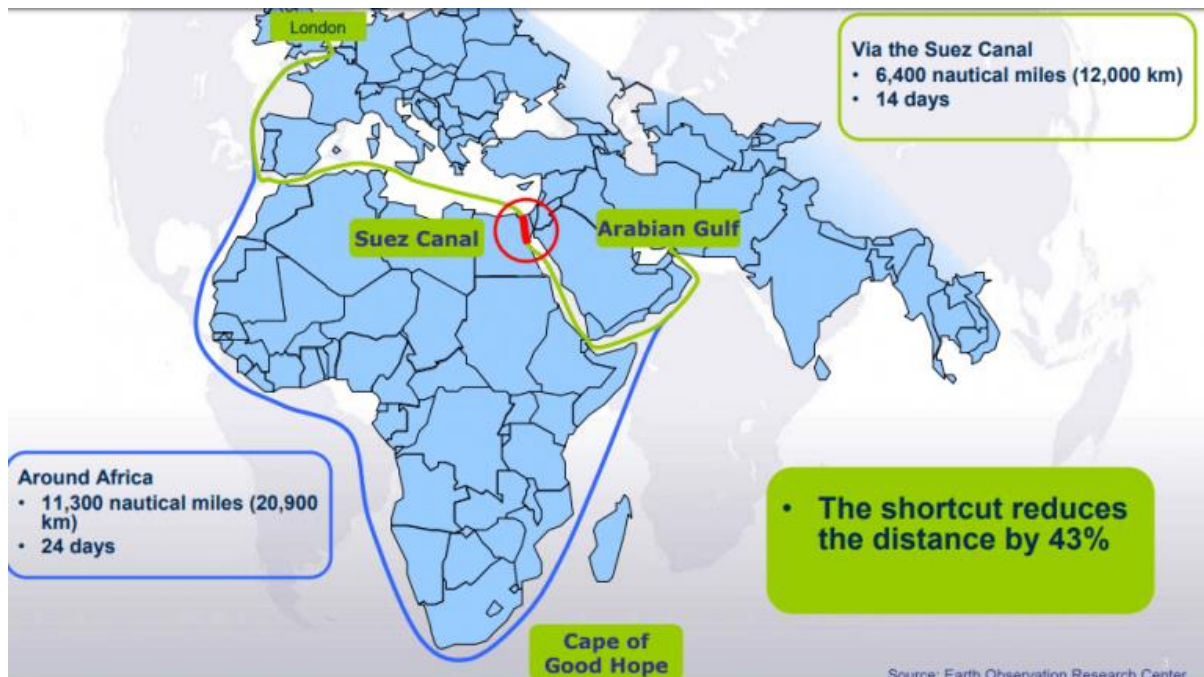 London
Via the Suez Canal
• 6,400 nautical miles (12,000 km)
• 14 days
Suez Canal
Arabian Gulf
Around Africa
• 11,300 nautical miles (20,900
km)
• 24 days
• The shortcut reduces
the distance by 43%
Cape of
Good Hope
Source: Earth Observation Research Center